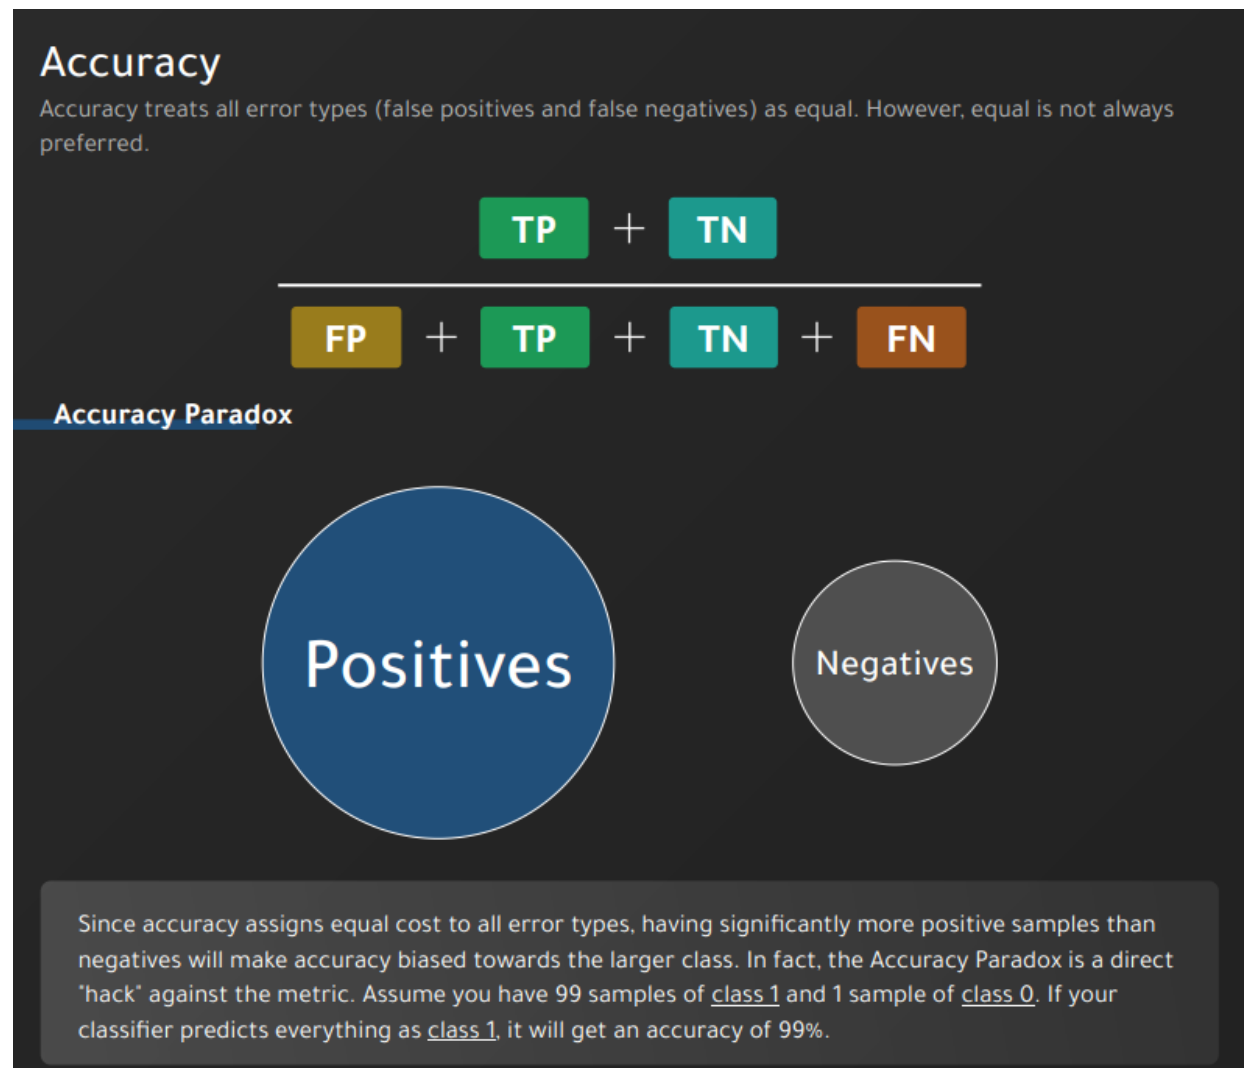 Accuracy
Accuracy treats all error types (false positives and false negatives) as equal. However, equal is not always
preferred.
TP + TN
FP + TP + TN + FN
Accuracy Paradox
Positives
Negatives
Since accuracy assigns equal cost to all error types, having significantly more positive samples than
negatives will make accuracy biased towards the larger class. In fact, the Accuracy Paradox is a direct
"hack" against the metric. Assume you have 99 samples of class 1 and 1 sample of class 0. If your
classifier predicts everything as class 1, it will get an accuracy of 99%.